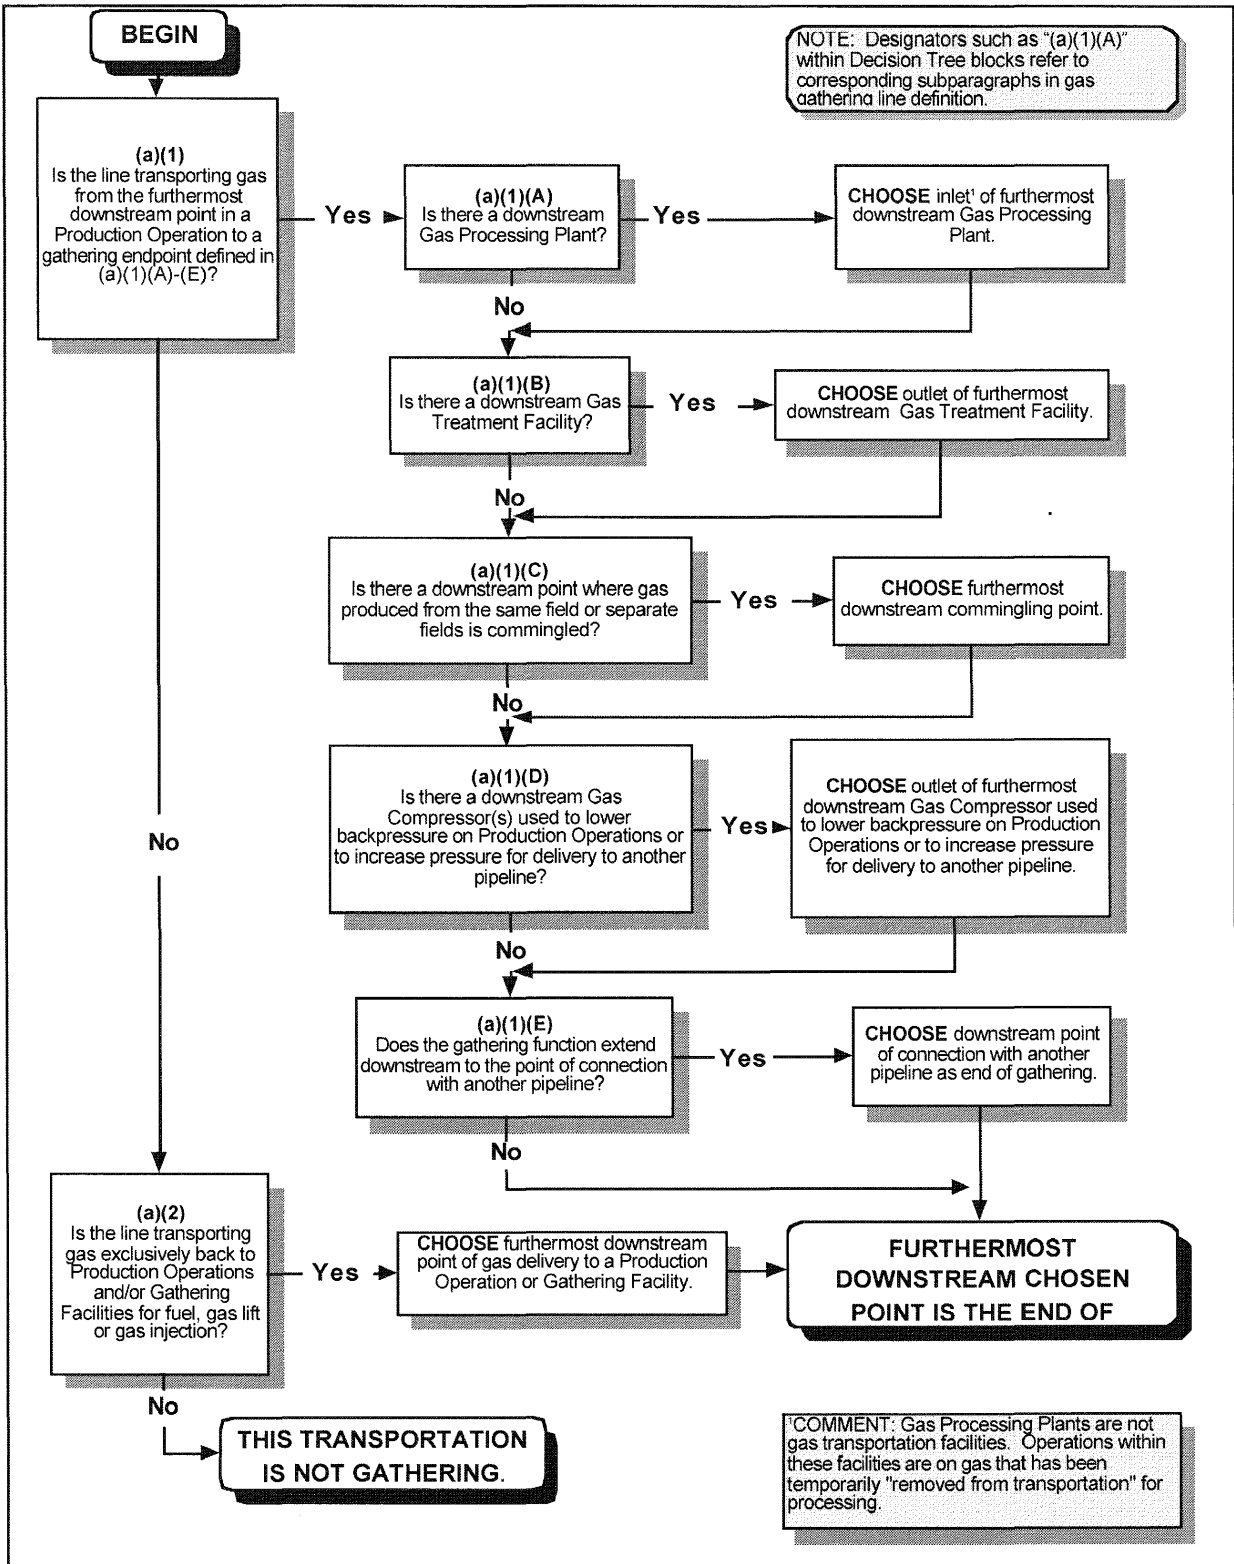 BEGIN
NOTE: Designators such as "(a)(1)(A)"
within Decision Tree blocks refer to
corresponding subparagraphs in gas
gathering line definition.
(a)(1)
Is the line transporting gas
from the furthermost
downstream point in a
Production Operation to a
gathering endpoint defined in
(a)(1)(A)-(E)?
Yes
(a)(1)(A)
Is there a downstream
Gas Processing Plant?
Yes
CHOOSE inlet¹ of furthermost
downstream Gas Processing
Plant.
No
(a)(1)(B)
Is there a downstream Gas
Treatment Facility?
Yes
CHOOSE outlet of furthermost
downstream Gas Treatment Facility.
No
(a)(1)(C)
Is there a downstream point where gas
produced from the same field or separate
fields is commingled?
Yes
CHOOSE furthermost
downstream commingling point.
No
(a)(1)(D)
Is there a downstream Gas
Compressor(s) used to lower
backpressure on Production Operations or
to increase pressure for delivery to another
pipeline?
Yes
CHOOSE outlet of furthermost
downstream Gas Compressor used
to lower backpressure on Production
Operations or to increase pressure
for delivery to another pipeline.
No
No
(a)(1)(E)
Does the gathering function extend
downstream to the point of connection
with another pipeline?
Yes
CHOOSE downstream point
of connection with another
pipeline as end of gathering.
No
(a)(2)
Is the line transporting
gas exclusively back to
Production Operations
and/or Gathering
Facilities for fuel, gas lift
or gas injection?
Yes
CHOOSE furthermost downstream
point of gas delivery to a Production
Operation or Gathering Facility.
FURTHERMOST
DOWNSTREAM CHOSEN
POINT IS THE END OF
No
THIS TRANSPORTATION
IS NOT GATHERING.
¹COMMENT: Gas Processing Plants are not
gas transportation facilities. Operations within
these facilities are on gas that has been
temporarily "removed from transportation" for
processing.